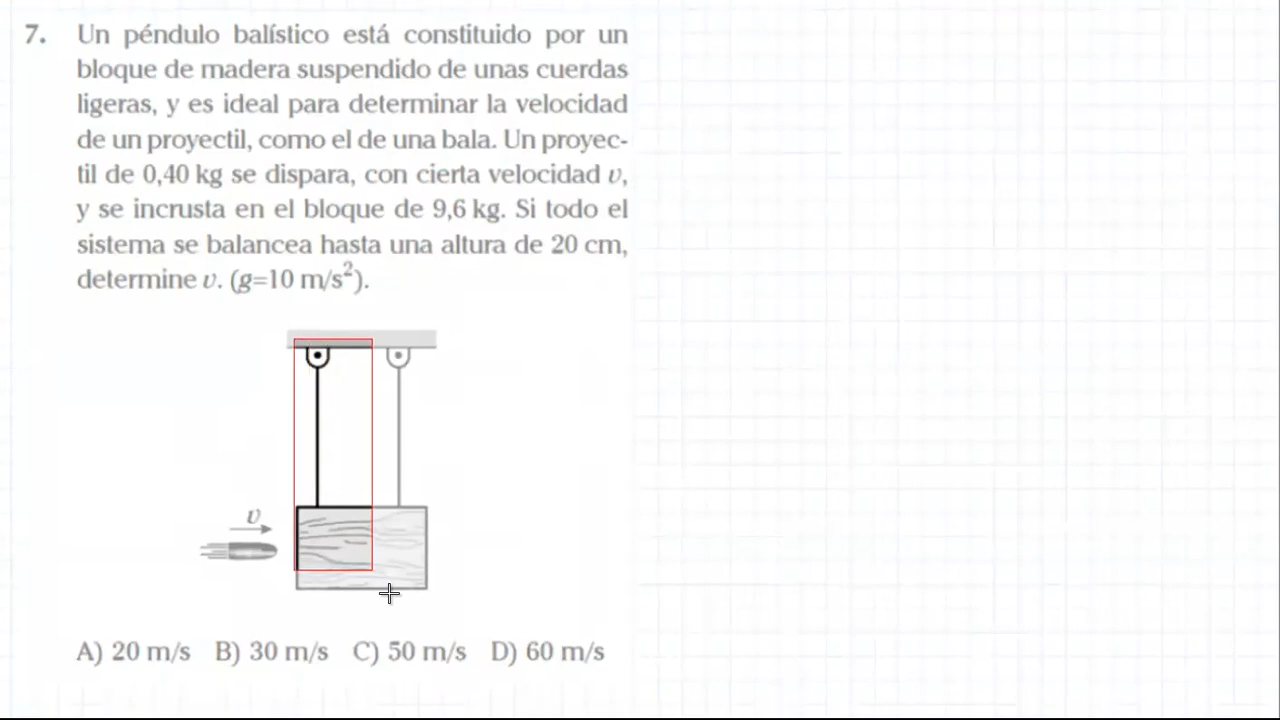 7. Un péndulo balístico está constituido por un
bloque de madera suspendido de unas cuerdas
ligeras, y es ideal para determinar la velocidad
de un proyectil, como el de una bala. Un proyec-
til de 0,40 kg se dispara, con cierta velocidad v,
y se incrusta en el bloque de 9,6 kg. Si todo el
sistema se balancea hasta una altura de 20 cm,
determine v. (g=10 m/s²).
v
A) 20 m/s B) 30 m/s C) 50 m/s D) 60 m/s